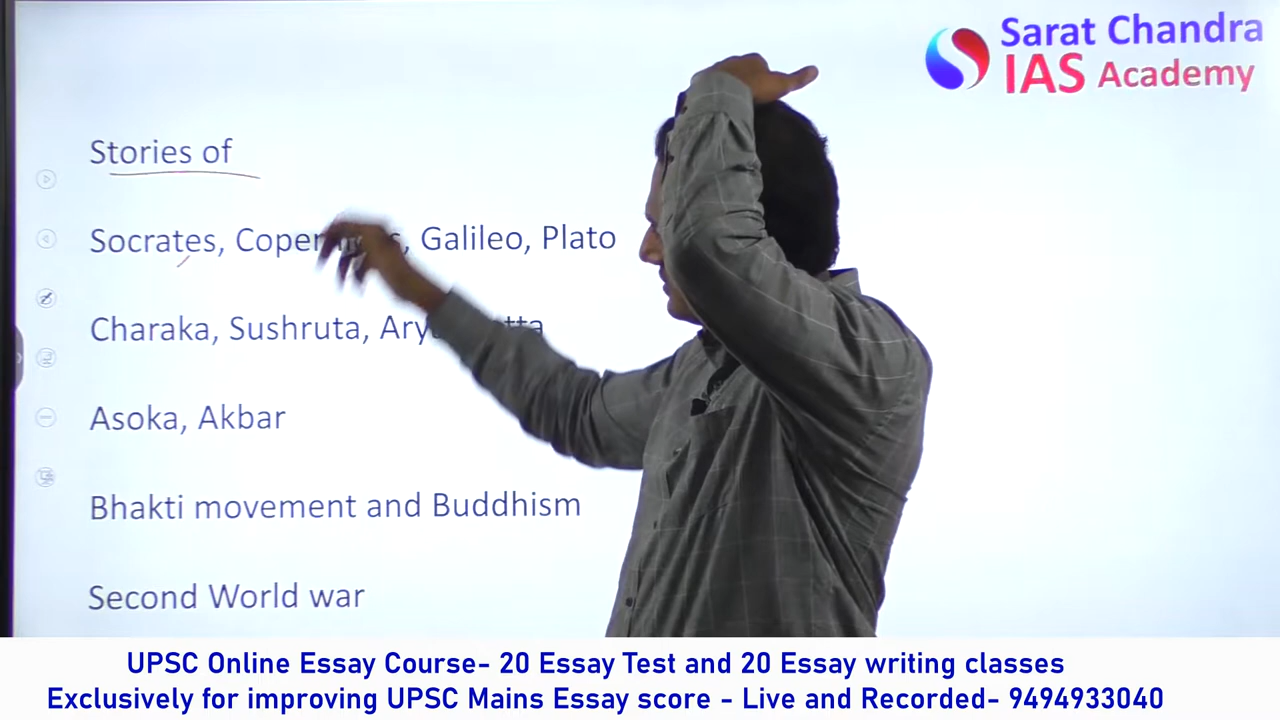 Sarat Chandra
IAS Academy
Stories of
Socrates, Galileo, Plato
Charaka, Sushruta,
Asoka, Akbar
Bhakti movement and Buddhism
Second World war
UPSC Online Essay Course- 20 Essay Test and 20 Essay writing classes
Exclusively for improving UPSC Mains Essay score - Live and Recorded- 9494933040